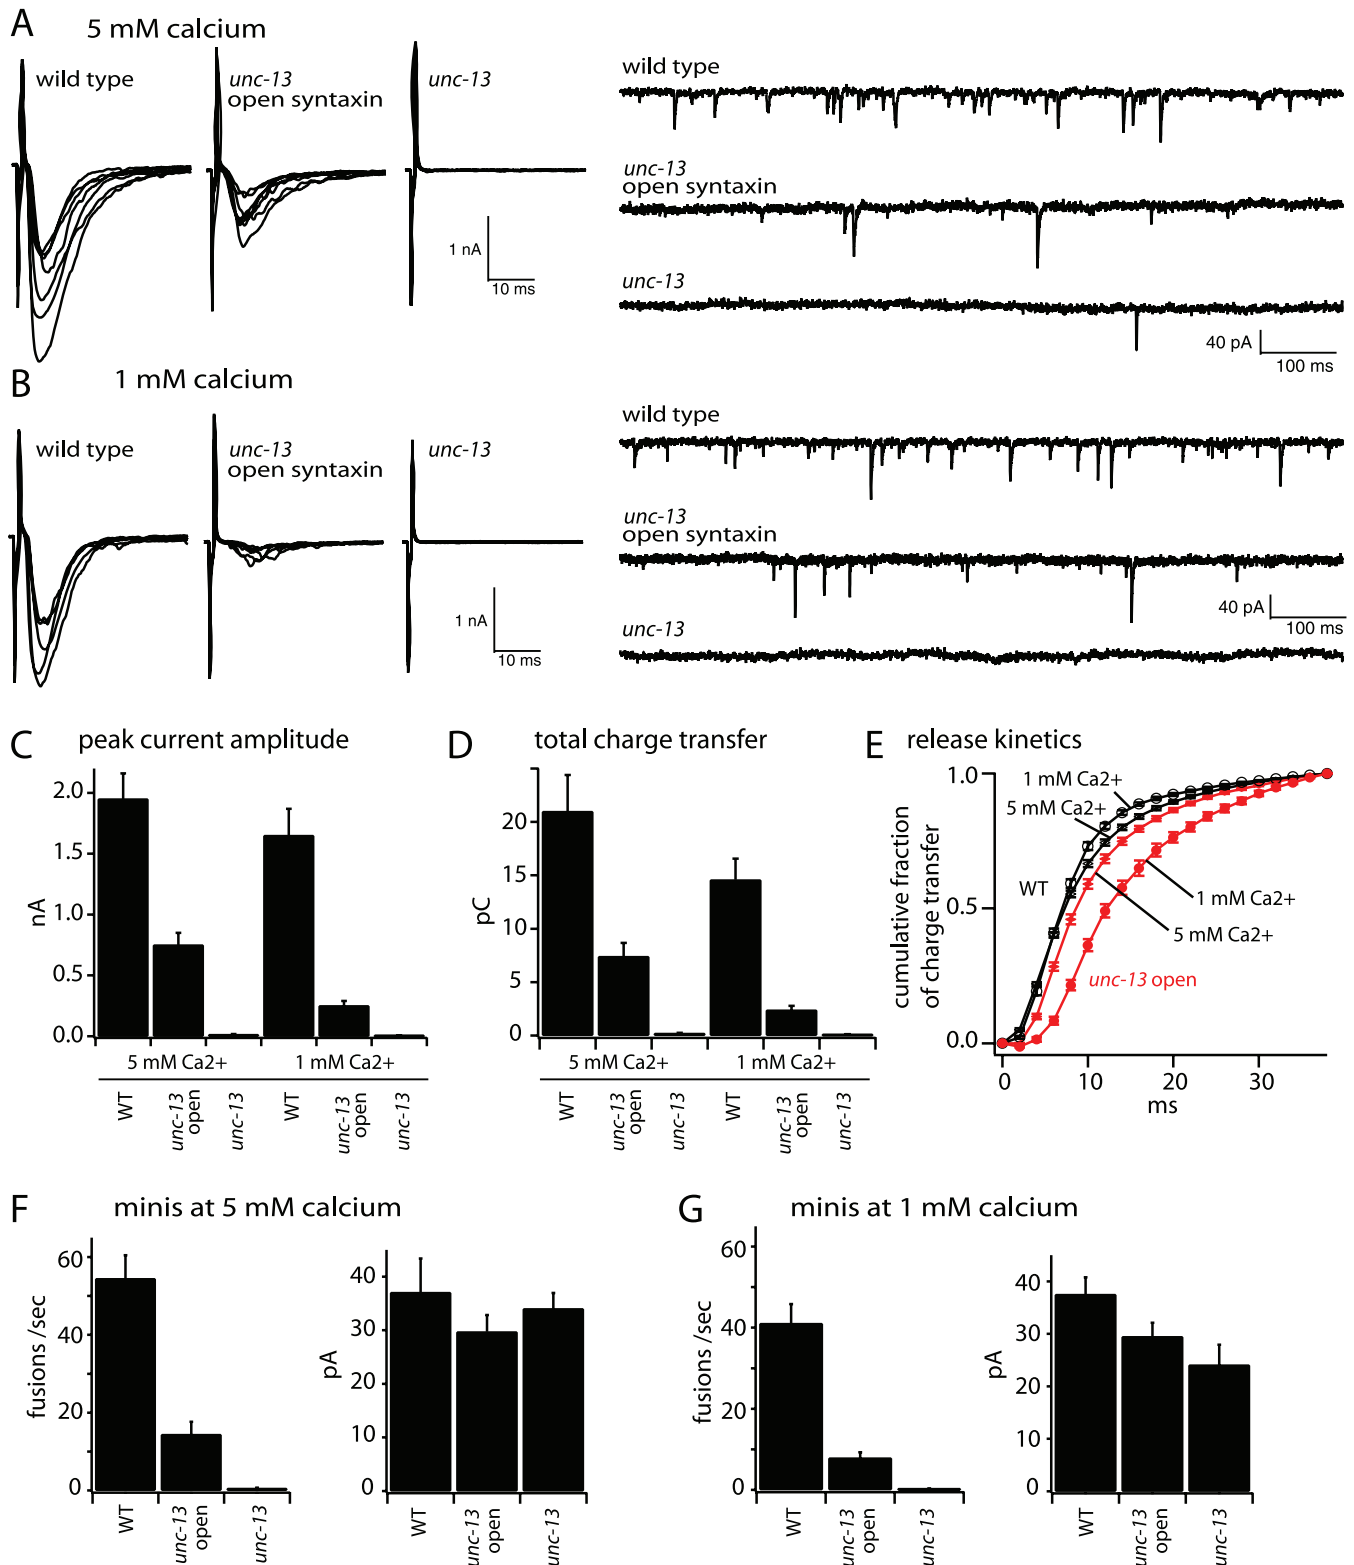 A 5 mM calcium
wild type
unc-13
open syntaxin
unc-13
1 nA
10 ms
wild type
unc-13
open syntaxin
unc-13
40 pA
100 ms
B 1 mM calcium
wild type
unc-13
open syntaxin
unc-13
1 nA
10 ms
wild type
unc-13
open syntaxin
unc-13
40 pA
100 ms
C peak current amplitude
nA
2.0
1.5
1.0
0.5
0.0
5 mM Ca2+ 1 mM Ca2+
WT
unc-13
open
unc-13
WT
unc-13
open
unc-13
D total charge transfer
pC
20
15
10
5
0
5 mM Ca2+ 1 mM Ca2+
WT
unc-13
open
unc-13
WT
unc-13
open
unc-13
E release kinetics
cumulative fraction
of charge transfer
1.0
0.5
0.0
1 mM Ca2+
5 mM Ca2+
WT
1 mM Ca2+
5 mM Ca2+
unc-13 open
0 10 20 30
ms
F minis at 5 mM calcium
fusions /sec
60
40
20
0
WT
unc-13
open
unc-13
pA
40
30
20
10
0
WT
unc-13
open
unc-13
G minis at 1 mM calcium
fusions /sec
60
40
20
0
WT
unc-13
open
unc-13
pA
40
30
20
10
0
WT
unc-13
open
unc-13